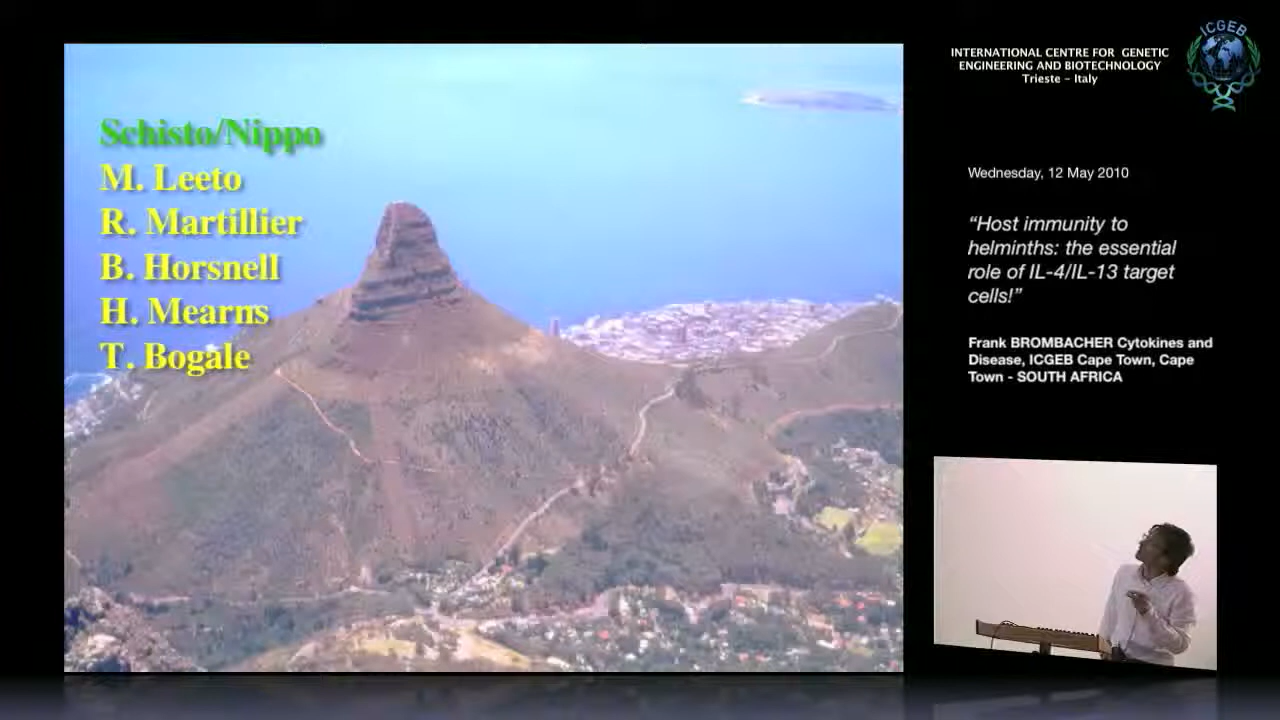 Schisto/Nippo
M. Leeto
R. Martillier
B. Horsnell
H. Mearns
T. Bogale
INTERNATIONAL CENTRE FOR GENETIC
ENGINEERING AND BIOTECHNOLOGY
Trieste – Italy
ICGEB
Wednesday, 12 May 2010
“Host immunity to
helminths: the essential
role of IL-4/IL-13 target
cells!”
Frank BROMBACHER Cytokines and
Disease, ICGEB Cape Town, Cape
Town - SOUTH AFRICA